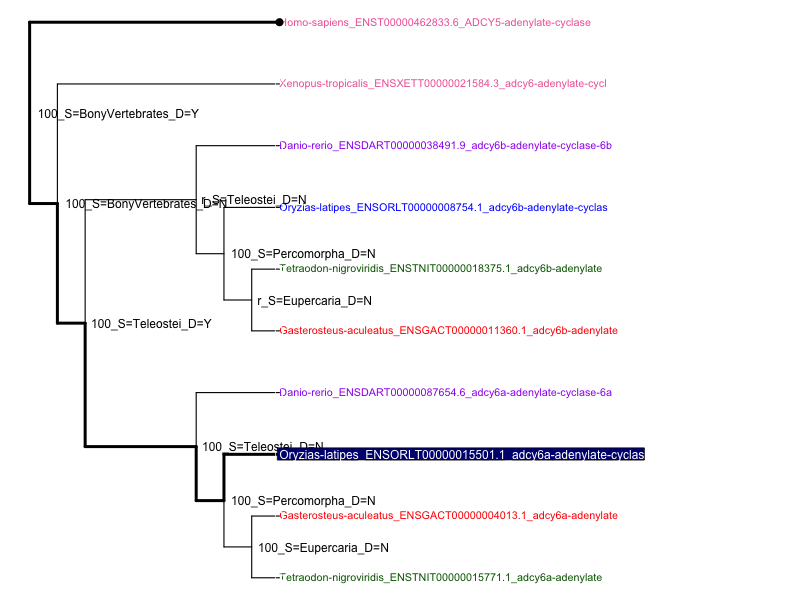 Homo-sapiens_ENST00000462833.6_ADCY5-adenylate-cyclase
Xenopus-tropicalis_ENSXETT00000021584.3_adcy6-adenylate-cycl
100_S=BonyVertebrates_D=Y
Danio-rerio_ENSDART00000038491.9_adcy6b-adenylate-cyclase-6b
r_S=Teleostei_D=N
100_S=BonyVertebrates_D=N
Oryzias-latipes_ENSORLT00000008754.1_adcy6b-adenylate-cyclas
100_S=Percomorpha_D=N
Tetraodon-nigroviridis_ENSTNIT00000018375.1_adcy6b-adenylate
r_S=Eupercaria_D=N
100_S=Teleostei_D=Y
Gasterosteus-aculeatus_ENSGACT00000011360.1_adcy6b-adenylate
Danio-rerio_ENSDART00000087654.6_adcy6a-adenylate-cyclase-6a
100_S=Teleostei_D=N
Oryzias-latipes_ENSORLT00000015501.1_adcy6a-adenylate-cyclas
100_S=Percomorpha_D=N
Gasterosteus-aculeatus_ENSGACT00000004013.1_adcy6a-adenylate
100_S=Eupercaria_D=N
Tetraodon-nigroviridis_ENSTNIT00000015771.1_adcy6a-adenylate